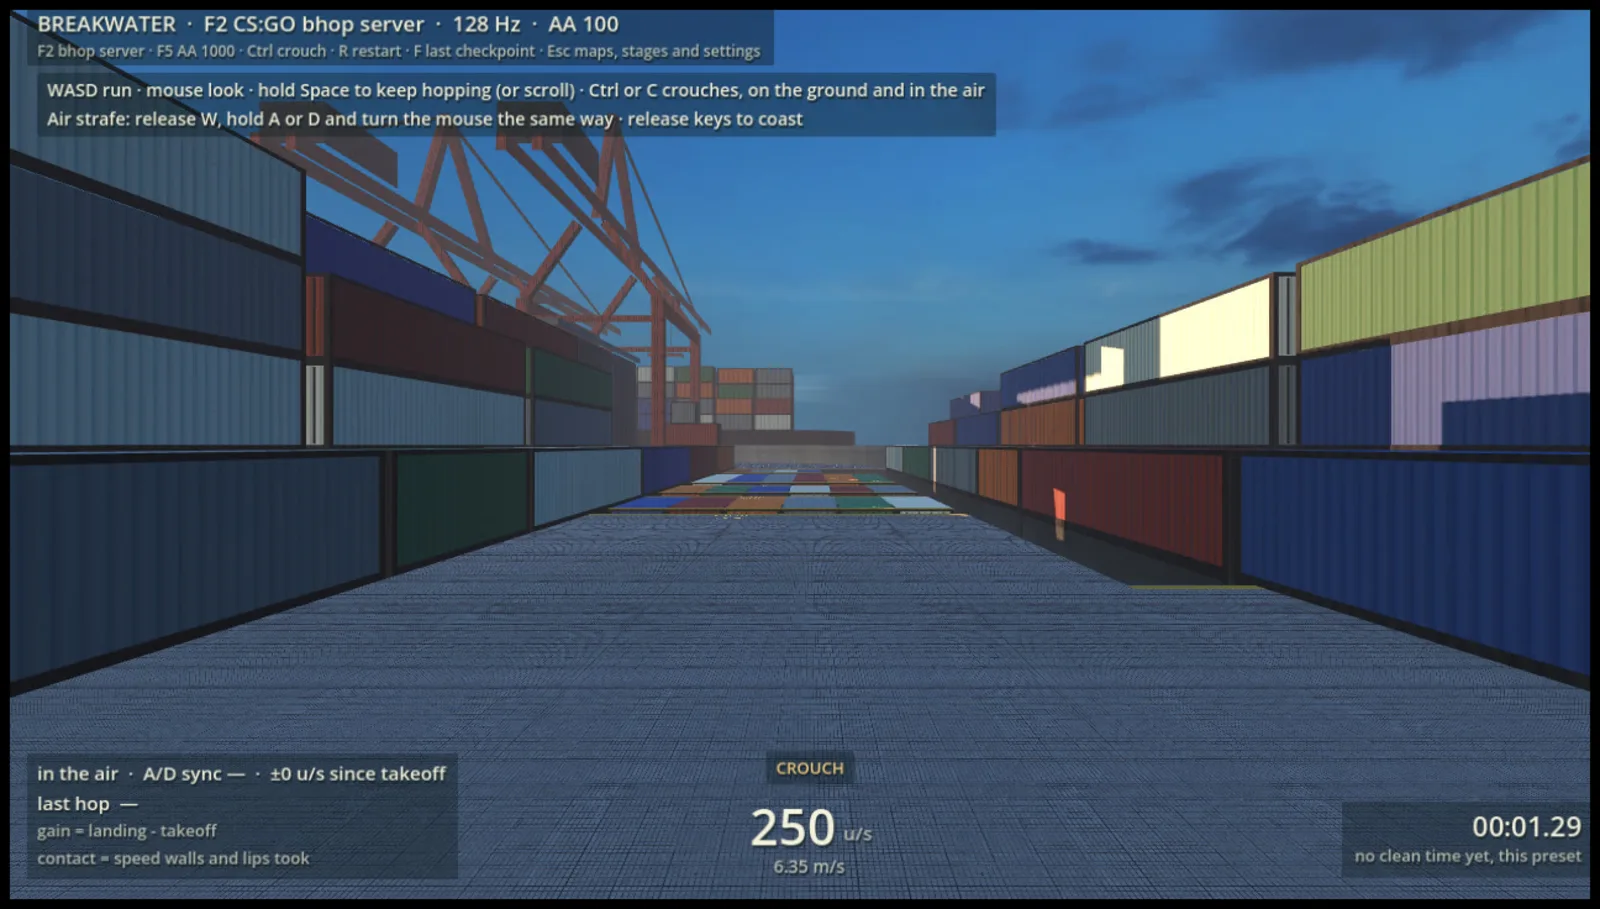 BREAKWATER · F2 CS:GO bhop server · 128 Hz · AA 100
F2 bhop server · F5 AA 1000 · Ctrl crouch · R restart · F last checkpoint · Esc maps, stages and settings
WASD run · mouse look · hold Space to keep hopping (or scroll) · Ctrl or C crouches, on the ground and in the air
Air strafe: release W, hold A or D and turn the mouse the same way · release keys to coast
in the air · A/D sync — · ±0 u/s since takeoff
last hop —
gain = landing - takeoff
contact = speed walls and lips took
CROUCH
250 u/s
6.35 m/s
00:01.29
no clean time yet, this preset